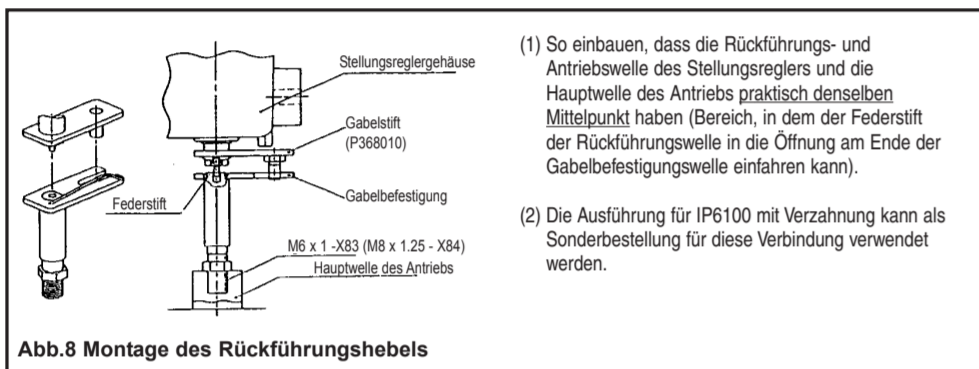 Stellungsreglergehäuse
Gabelstift
(P368010)
Gabelbefestigung
Federstift
M6 x 1 -X83 (M8 x 1.25 - X84)
Hauptwelle des Antriebs
Abb.8 Montage des Rückführungshebels
(1) So einbauen, dass die Rückführungs- und
Antriebswelle des Stellungsreglers und die
Hauptwelle des Antriebs praktisch denselben
Mittelpunkt haben (Bereich, in dem der Federstift
der Rückführungswelle in die Öffnung am Ende der
Gabelbefestigungswelle einfahren kann).
(2) Die Ausführung für IP6100 mit Verzahnung kann als
Sonderbestellung für diese Verbindung verwendet
werden.